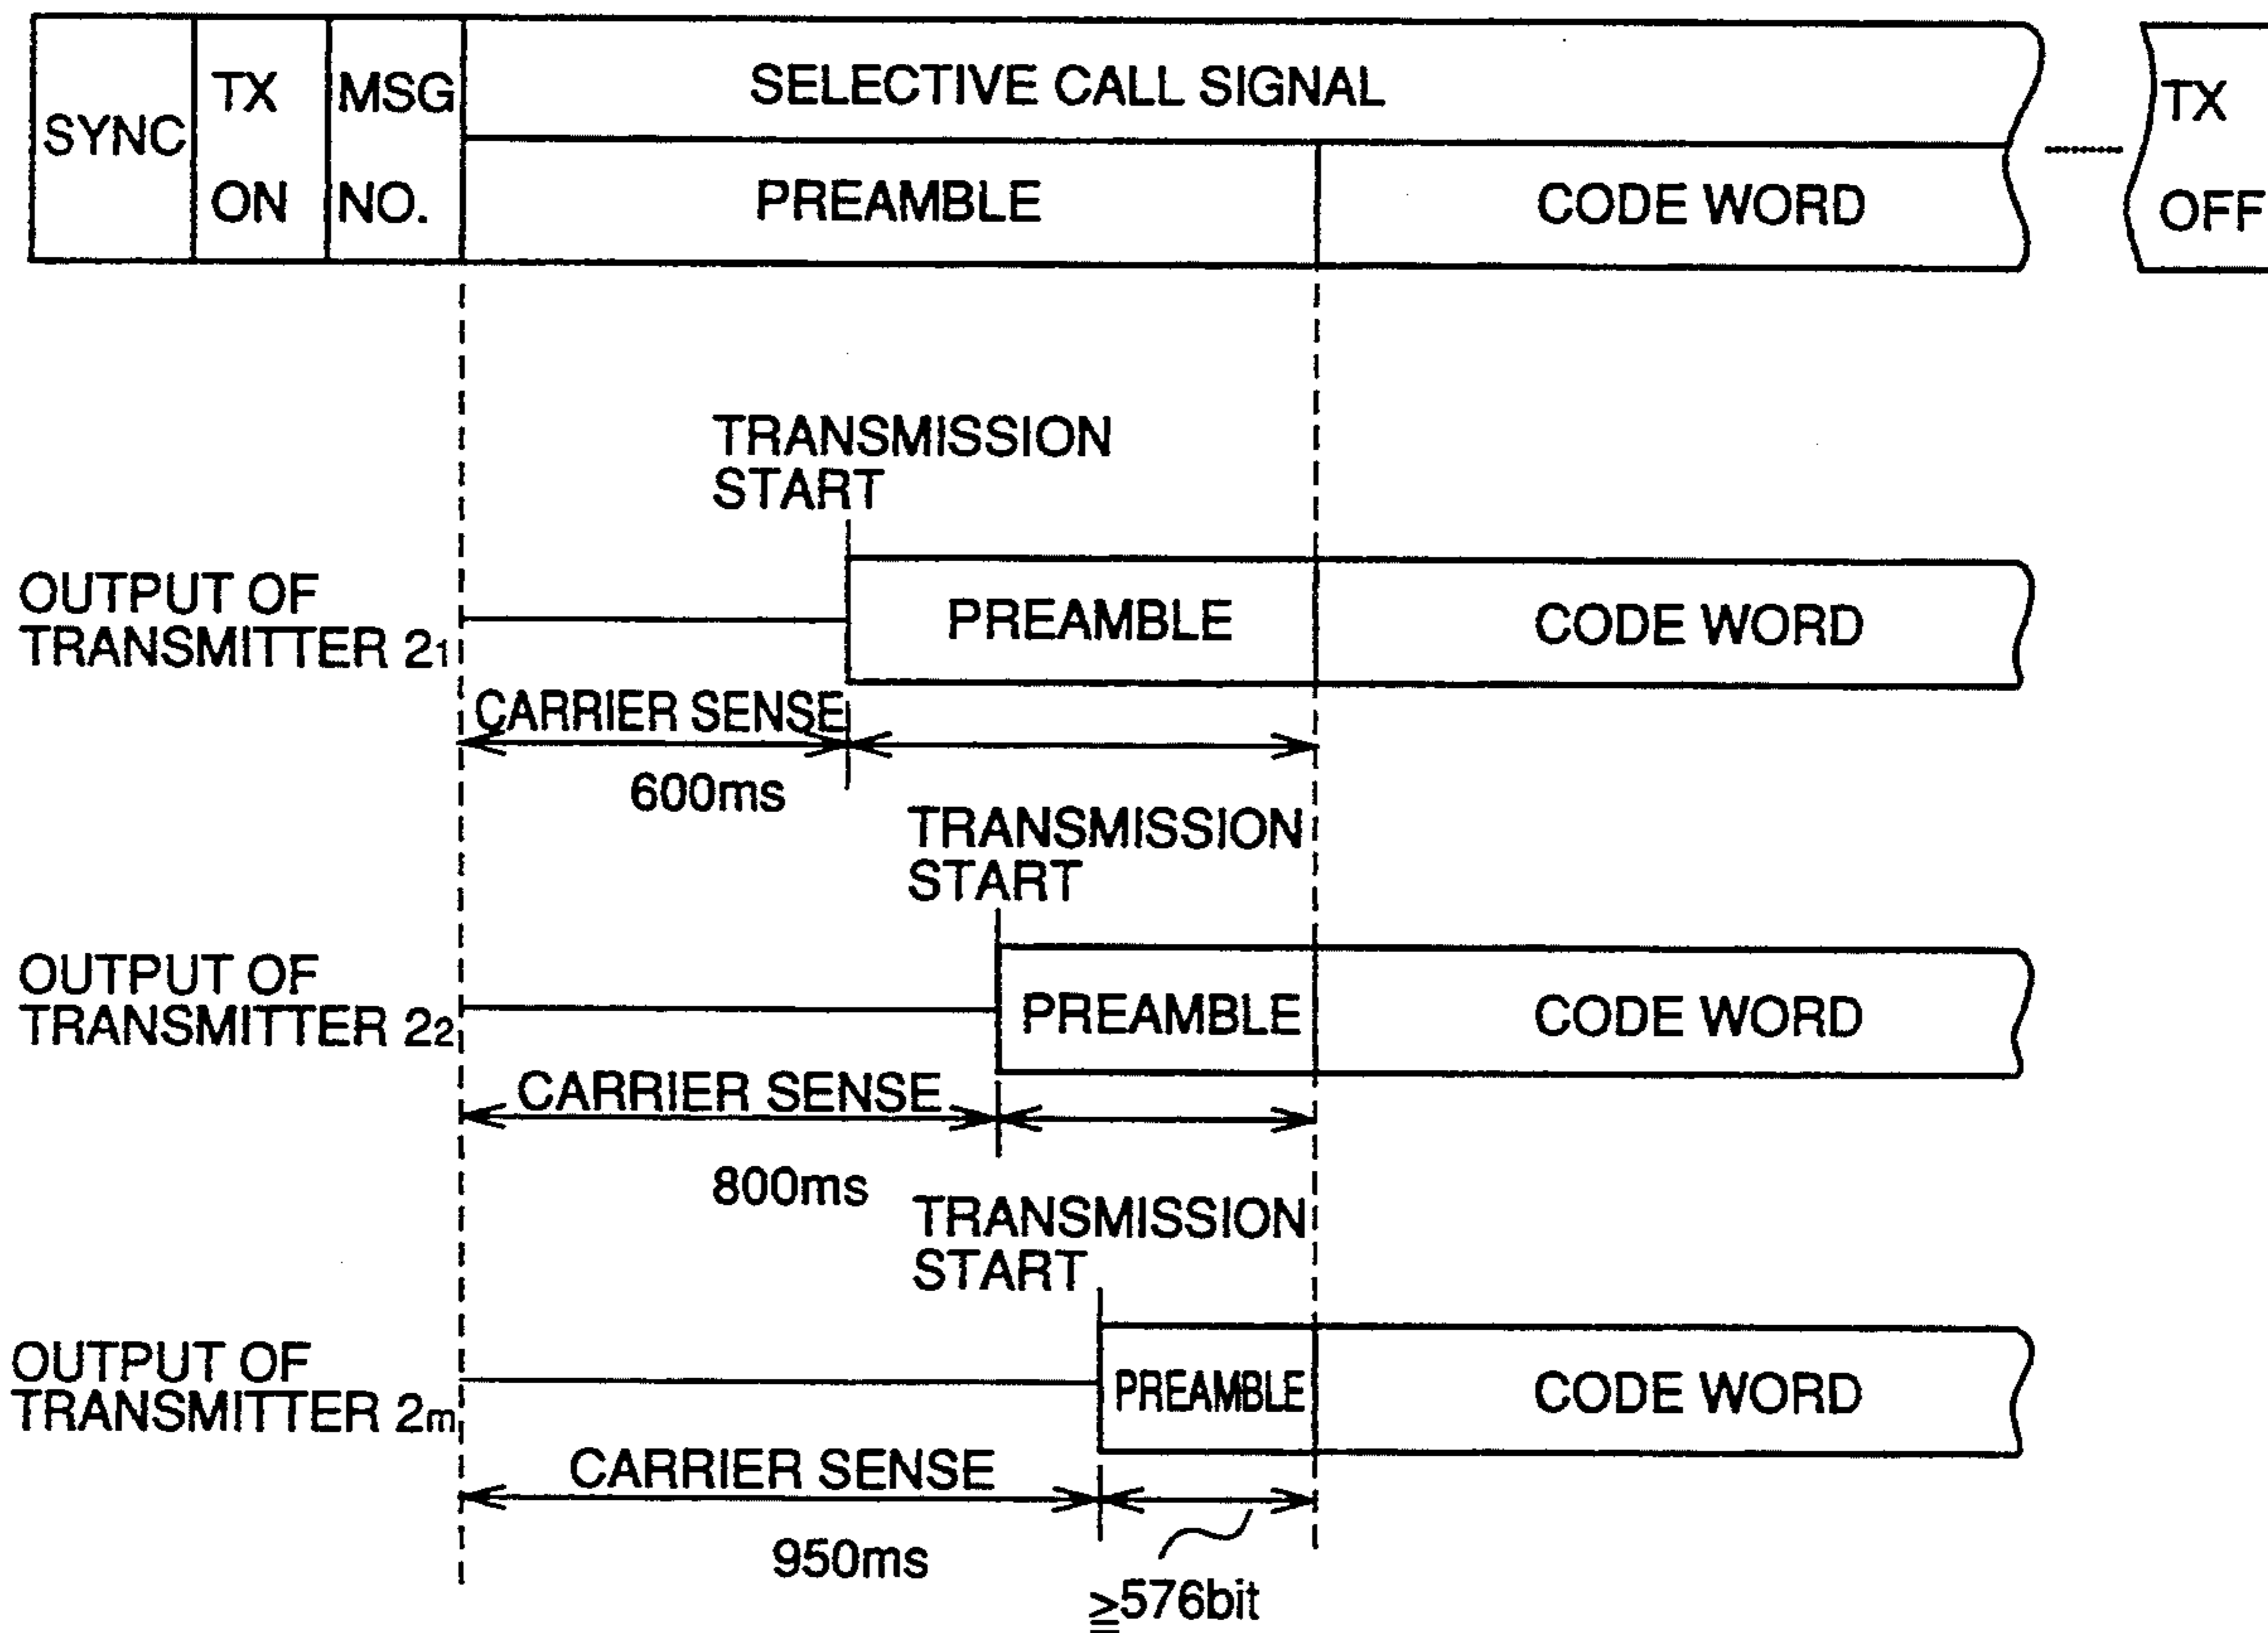 SYNC
TX
ON
MSG
NO.
SELECTIVE CALL SIGNAL
PREAMBLE
CODE WORD
TX
OFF
TRANSMISSION
START
OUTPUT OF
TRANSMITTER 2₁
PREAMBLE
CODE WORD
CARRIER SENSE
600ms
TRANSMISSION
START
OUTPUT OF
TRANSMITTER 2₂
PREAMBLE
CODE WORD
CARRIER SENSE
800ms
TRANSMISSION
START
OUTPUT OF
TRANSMITTER 2m
PREAMBLE
CODE WORD
CARRIER SENSE
950ms
≧576bit